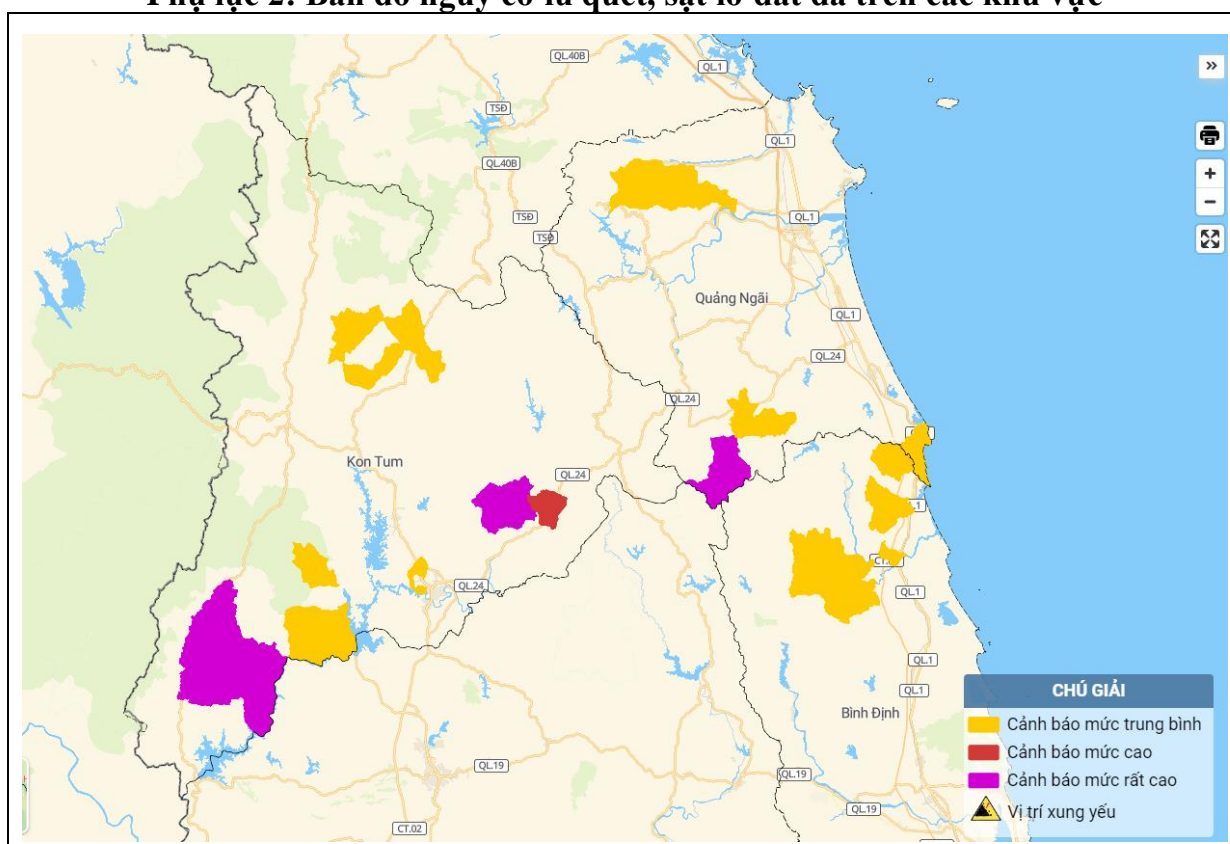 Phụ lục 2: Bản đồ nguy cơ lũ quét, sạt lở đất đá trên các khu vực
QL.40B
QL.1
»
TSĐ
QL.1
QL.40B
+
−
TSĐ
QL.1
TSĐ
Quảng Ngãi
QL.1
QL.24
QL.24
Kon Tum
QL.24
QL.24
QL.1
QL.1
Bình Định
QL.1
QL.19
QL.19
QL.19
CT.02
CHÚ GIẢI
Cảnh báo mức trung bình
Cảnh báo mức cao
Cảnh báo mức rất cao
Vị trí xung yếu